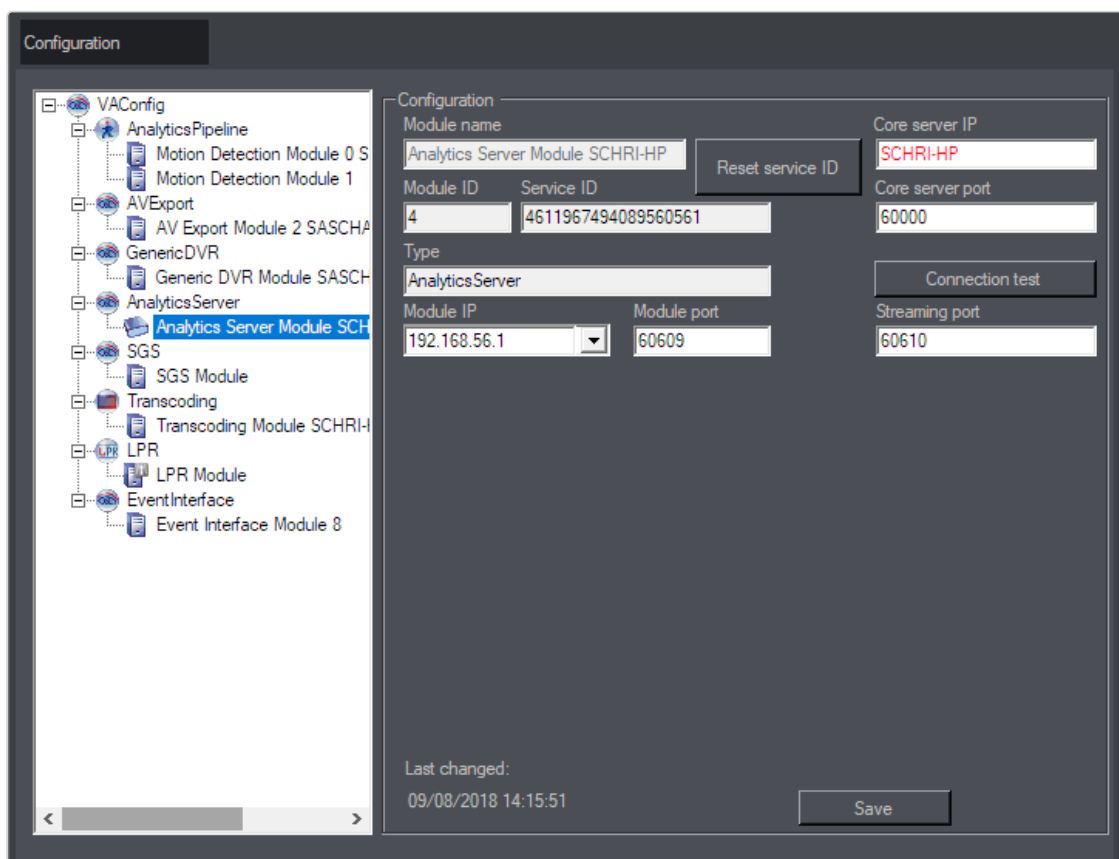 Configuration
VAConfig
AnalyticsPipeline
Motion Detection Module 0 S
Motion Detection Module 1
AVExport
AV Export Module 2 SASCHA
GenericDVR
Generic DVR Module SASCH
AnalyticsServer
Analytics Server Module SCH
SGS
SGS Module
Transcoding
Transcoding Module SCHRI-H
LPR
LPR Module
EventInterface
Event Interface Module 8
Configuration
Module name
Core server IP
Analytics Server Module SCHRI-HP
Reset service ID
SCHRI-HP
Module ID
Service ID
Core server port
4
4611967494089560561
60000
Type
AnalyticsServer
Connection test
Module IP
Module port
Streaming port
192.168.56.1
60609
60610
Last changed:
09/08/2018 14:15:51
Save